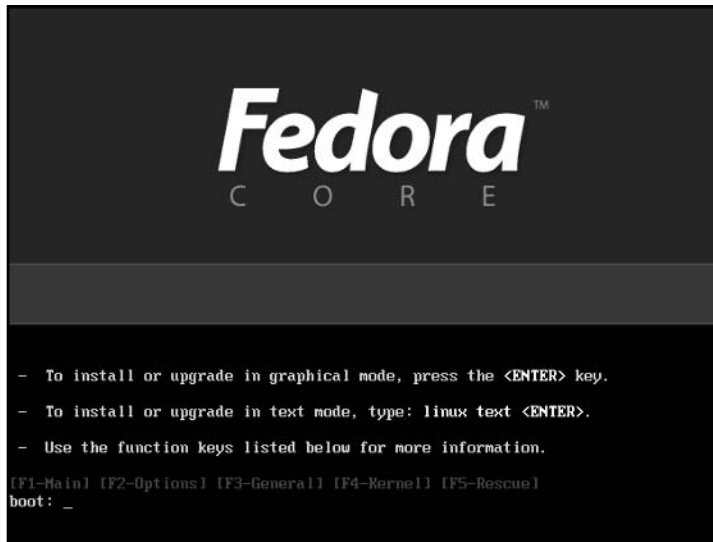 Fedora™
CORE
- To install or upgrade in graphical mode, press the <ENTER> key.
- To install or upgrade in text mode, type: linux text <ENTER>.
- Use the function keys listed below for more information.
[F1-Main] [F2-Options] [F3-General] [F4-Kernel] [F5-Rescue]
boot: _